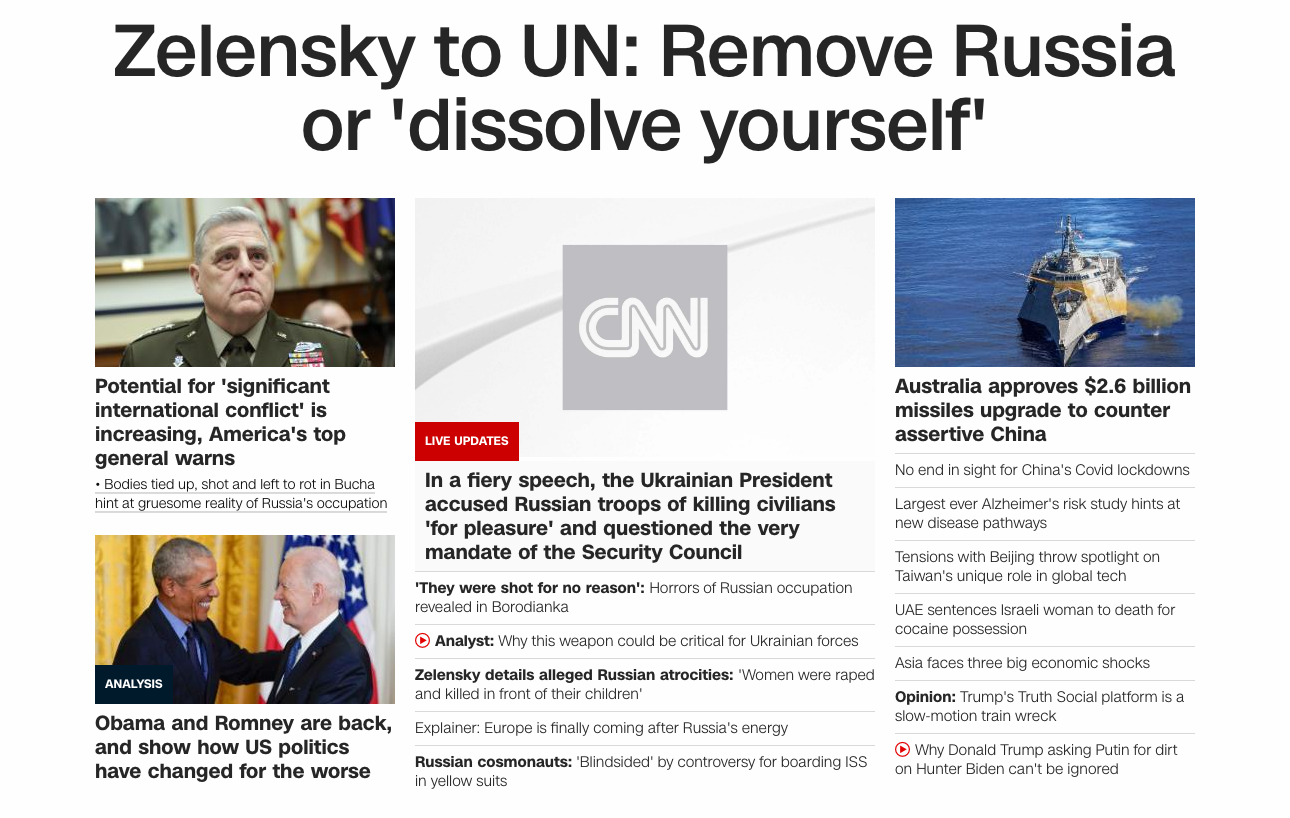 Zelensky to UN: Remove Russia
or 'dissolve yourself'
Potential for 'significant
international conflict' is
increasing, America's top
general warns
• Bodies tied up, shot and left to rot in Bucha
hint at gruesome reality of Russia's occupation
ANALYSIS
Obama and Romney are back,
and show how US politics
have changed for the worse
CNN
LIVE UPDATES
In a fiery speech, the Ukrainian President
accused Russian troops of killing civilians
'for pleasure' and questioned the very
mandate of the Security Council
'They were shot for no reason': Horrors of Russian occupation
revealed in Borodianka
Analyst: Why this weapon could be critical for Ukrainian forces
Zelensky details alleged Russian atrocities: 'Women were raped
and killed in front of their children'
Explainer: Europe is finally coming after Russia's energy
Russian cosmonauts: 'Blindsided' by controversy for boarding ISS
in yellow suits
Australia approves $2.6 billion
missiles upgrade to counter
assertive China
No end in sight for China's Covid lockdowns
Largest ever Alzheimer's risk study hints at
new disease pathways
Tensions with Beijing throw spotlight on
Taiwan's unique role in global tech
UAE sentences Israeli woman to death for
cocaine possession
Asia faces three big economic shocks
Opinion: Trump's Truth Social platform is a
slow-motion train wreck
Why Donald Trump asking Putin for dirt
on Hunter Biden can't be ignored